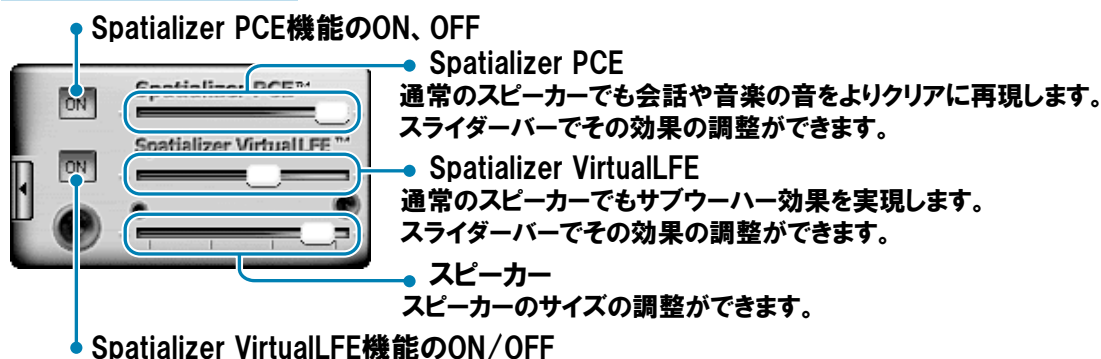 Spatializer PCE機能のON、OFF
Spatializer PCE
通常のスピーカーでも会話や音楽の音をよりクリアに再現します。
スライダーバーでその効果の調整ができます。
ON
Spatializer PCE™
Spatializer VirtualLFE™
ON
Spatializer VirtualLFE
通常のスピーカーでもサブウーハー効果を実現します。
スライダーバーでその効果の調整ができます。
スピーカー
スピーカーのサイズの調整ができます。
Spatializer VirtualLFE機能のON/OFF